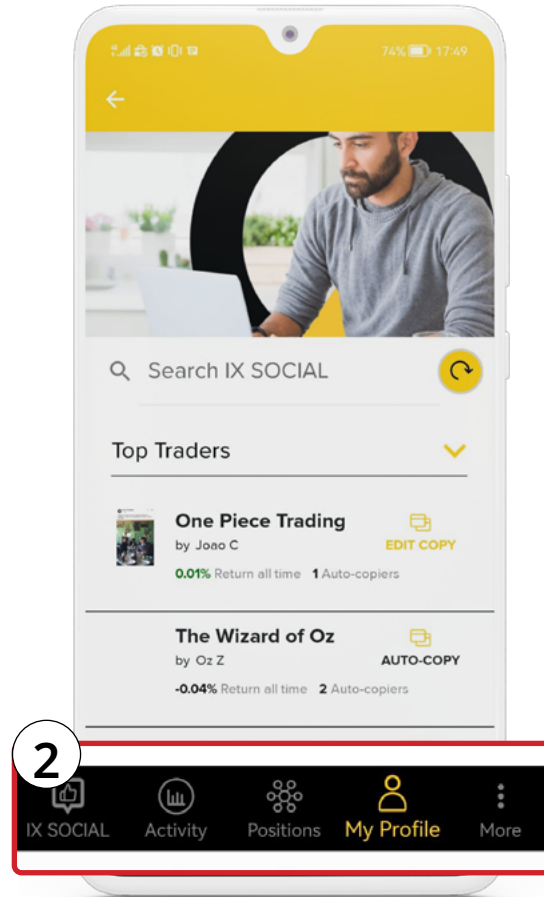 74% 17:49
Search IX SOCIAL
Top Traders
One Piece Trading
by Joao C
EDIT COPY
0.01% Return all time 1 Auto-copiers
The Wizard of Oz
by Oz Z
AUTO-COPY
-0.04% Return all time 2 Auto-copiers
2
IX SOCIAL Activity Positions My Profile More